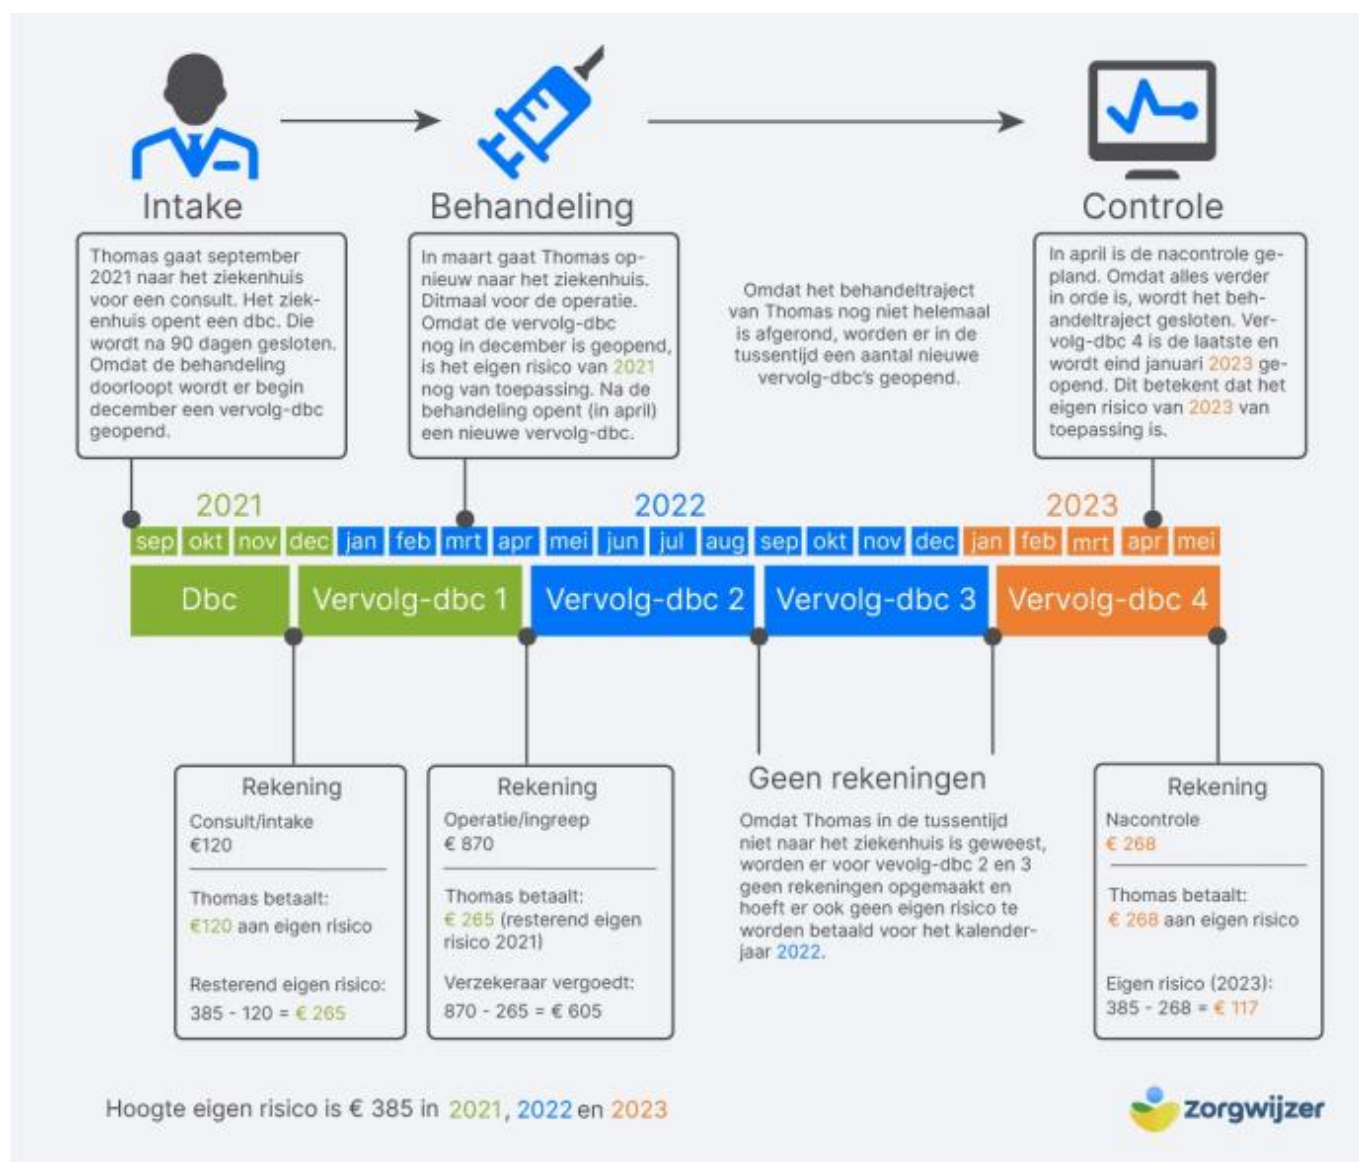 Intake
Thomas gaat september
2021 naar het ziekenhuis
voor een consult. Het ziek-
enhuis opent een dbc. Die
wordt na 90 dagen gesloten.
Omdat de behandeling
doorloopt wordt er begin
december een vervolg-dbc
geopend.
Behandeling
In maart gaat Thomas op-
nieuw naar het ziekenhuis.
Ditmaal voor de operatie.
Omdat de vervolg-dbc
nog in december is geopend,
is het eigen risico van 2021
nog van toepassing. Na de
behandeling opent (in april)
een nieuwe vervolg-dbc.
Omdat het behandeltraject
van Thomas nog niet helemaal
is afgerond, worden er in de
tussentijd een aantal nieuwe
vervolg-dbc's geopend.
Controle
In april is de nacontrole ge-
pland. Omdat alles verder
in orde is, wordt het beh-
andeltraject gesloten. Ver-
volg-dbc 4 is de laatste en
wordt eind januari 2023 ge-
opend. Dit betekent dat het
eigen risico van 2023 van
toepassing is.
2021 2022 2023
sep okt nov dec jan feb mrt apr mei jun jul aug sep okt nov dec jan feb mrt apr mei
Dbc Vervolg-dbc 1 Vervolg-dbc 2 Vervolg-dbc 3 Vervolg-dbc 4
Rekening
Consult/intake
€120
Thomas betaalt:
€120 aan eigen risico
Resterend eigen risico:
385 - 120 = € 265
Rekening
Operatie/ingreep
€ 870
Thomas betaalt:
€ 265 (resterend eigen
risico 2021)
Verzekeraar vergoedt:
870 - 265 = € 605
Geen rekeningen
Omdat Thomas in de tussentijd
niet naar het ziekenhuis is geweest,
worden er voor vevolg-dbc 2 en 3
geen rekeningen opgemaakt en
hoeft er ook geen eigen risico te
worden betaald voor het kalender-
jaar 2022.
Rekening
Nacontrole
€ 268
Thomas betaalt:
€ 268 aan eigen risico
Eigen risico (2023):
385 - 268 = € 117
Hoogte eigen risico is € 385 in 2021, 2022 en 2023
zorgwijzer